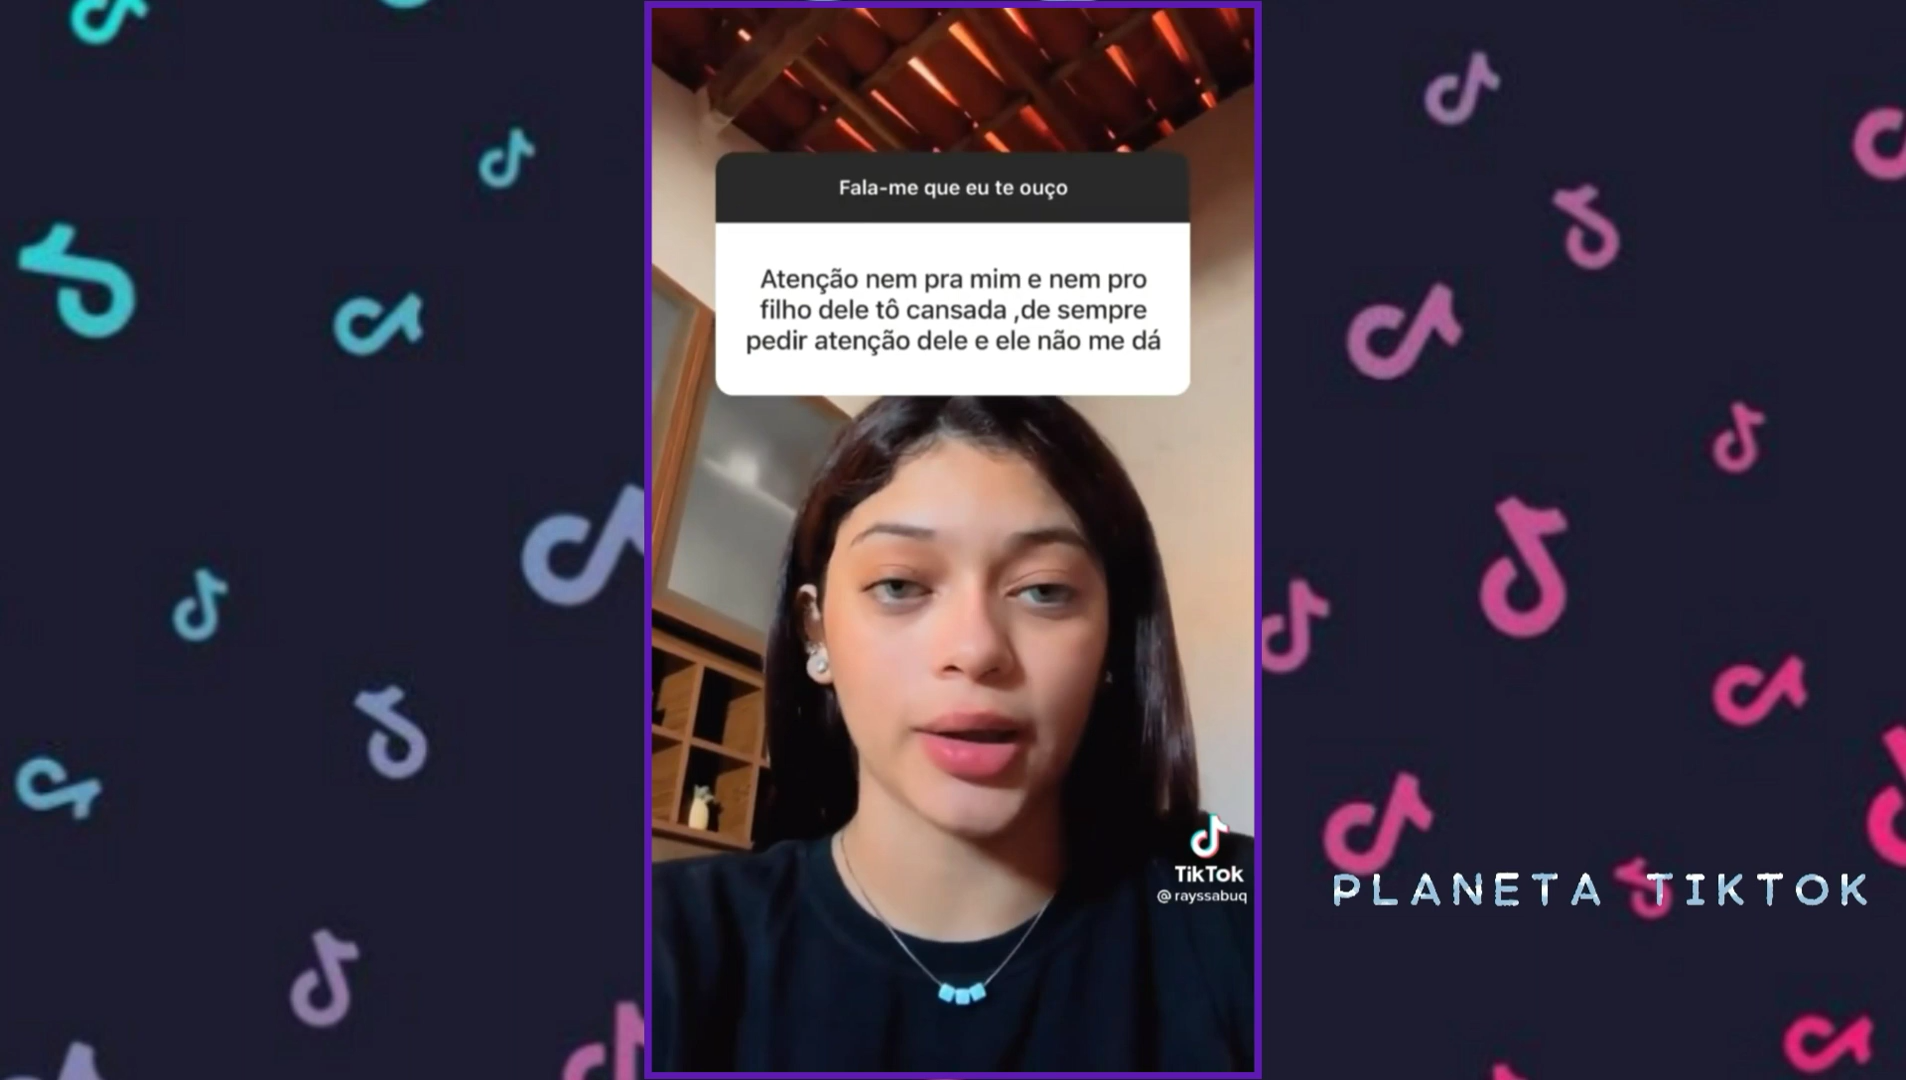 Fala-me que eu te ouço
Atenção nem pra mim e nem pro
filho dele tô cansada ,de sempre
pedir atenção dele e ele não me dá
TikTok
@rayssabuq
PLANETA TIKTOK